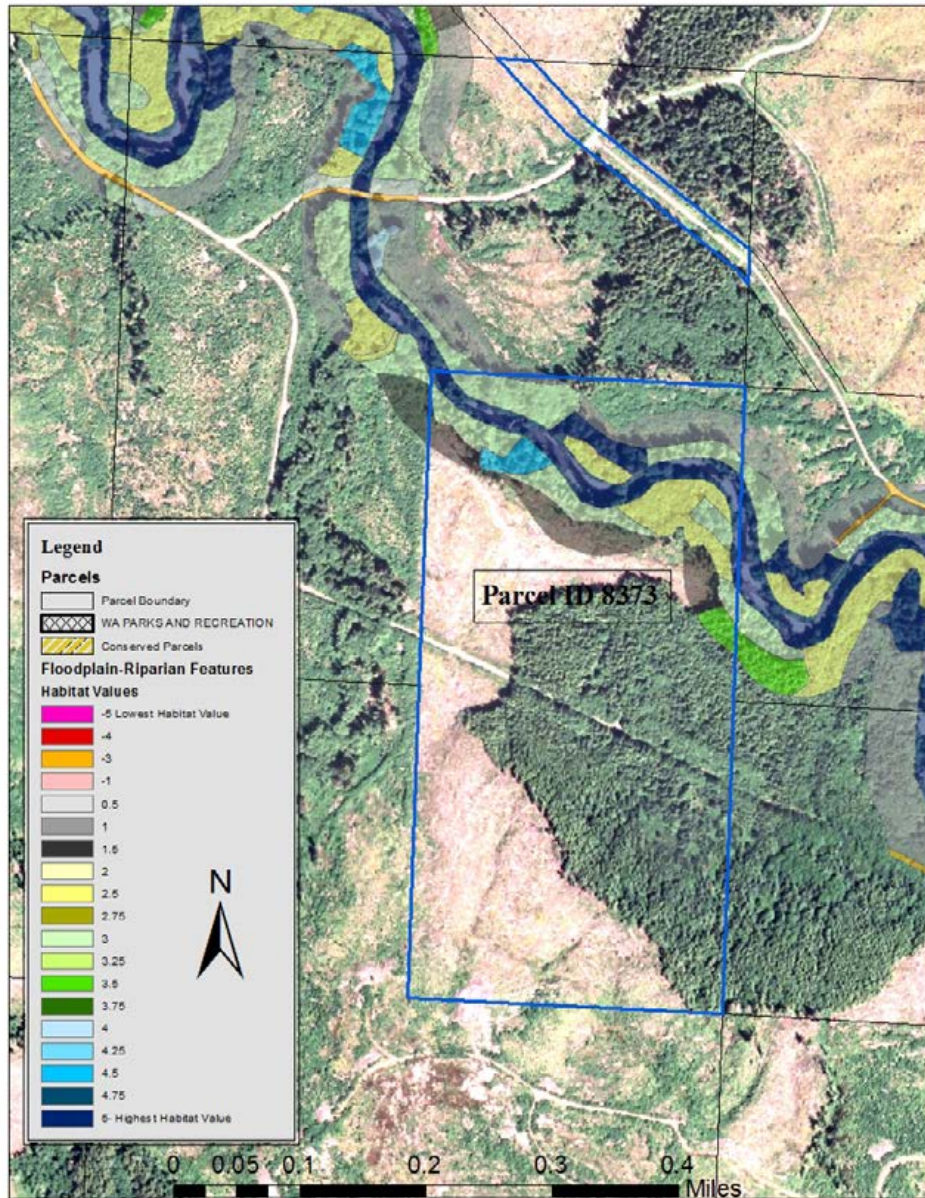 Parcel ID 8373
Legend
Parcels
Parcel Boundary
WA PARKS AND RECREATION
Conserved Parcels
Floodplain-Riparian Features
Habitat Values
-5 Lowest Habitat Value
-4
-3
-1
0.5
1
1.5
2
2.5
2.75
3
3.25
3.5
3.75
4
4.25
4.5
4.75
5- Highest Habitat Value
N
0 0.05 0.1 0.2 0.3 0.4
Miles